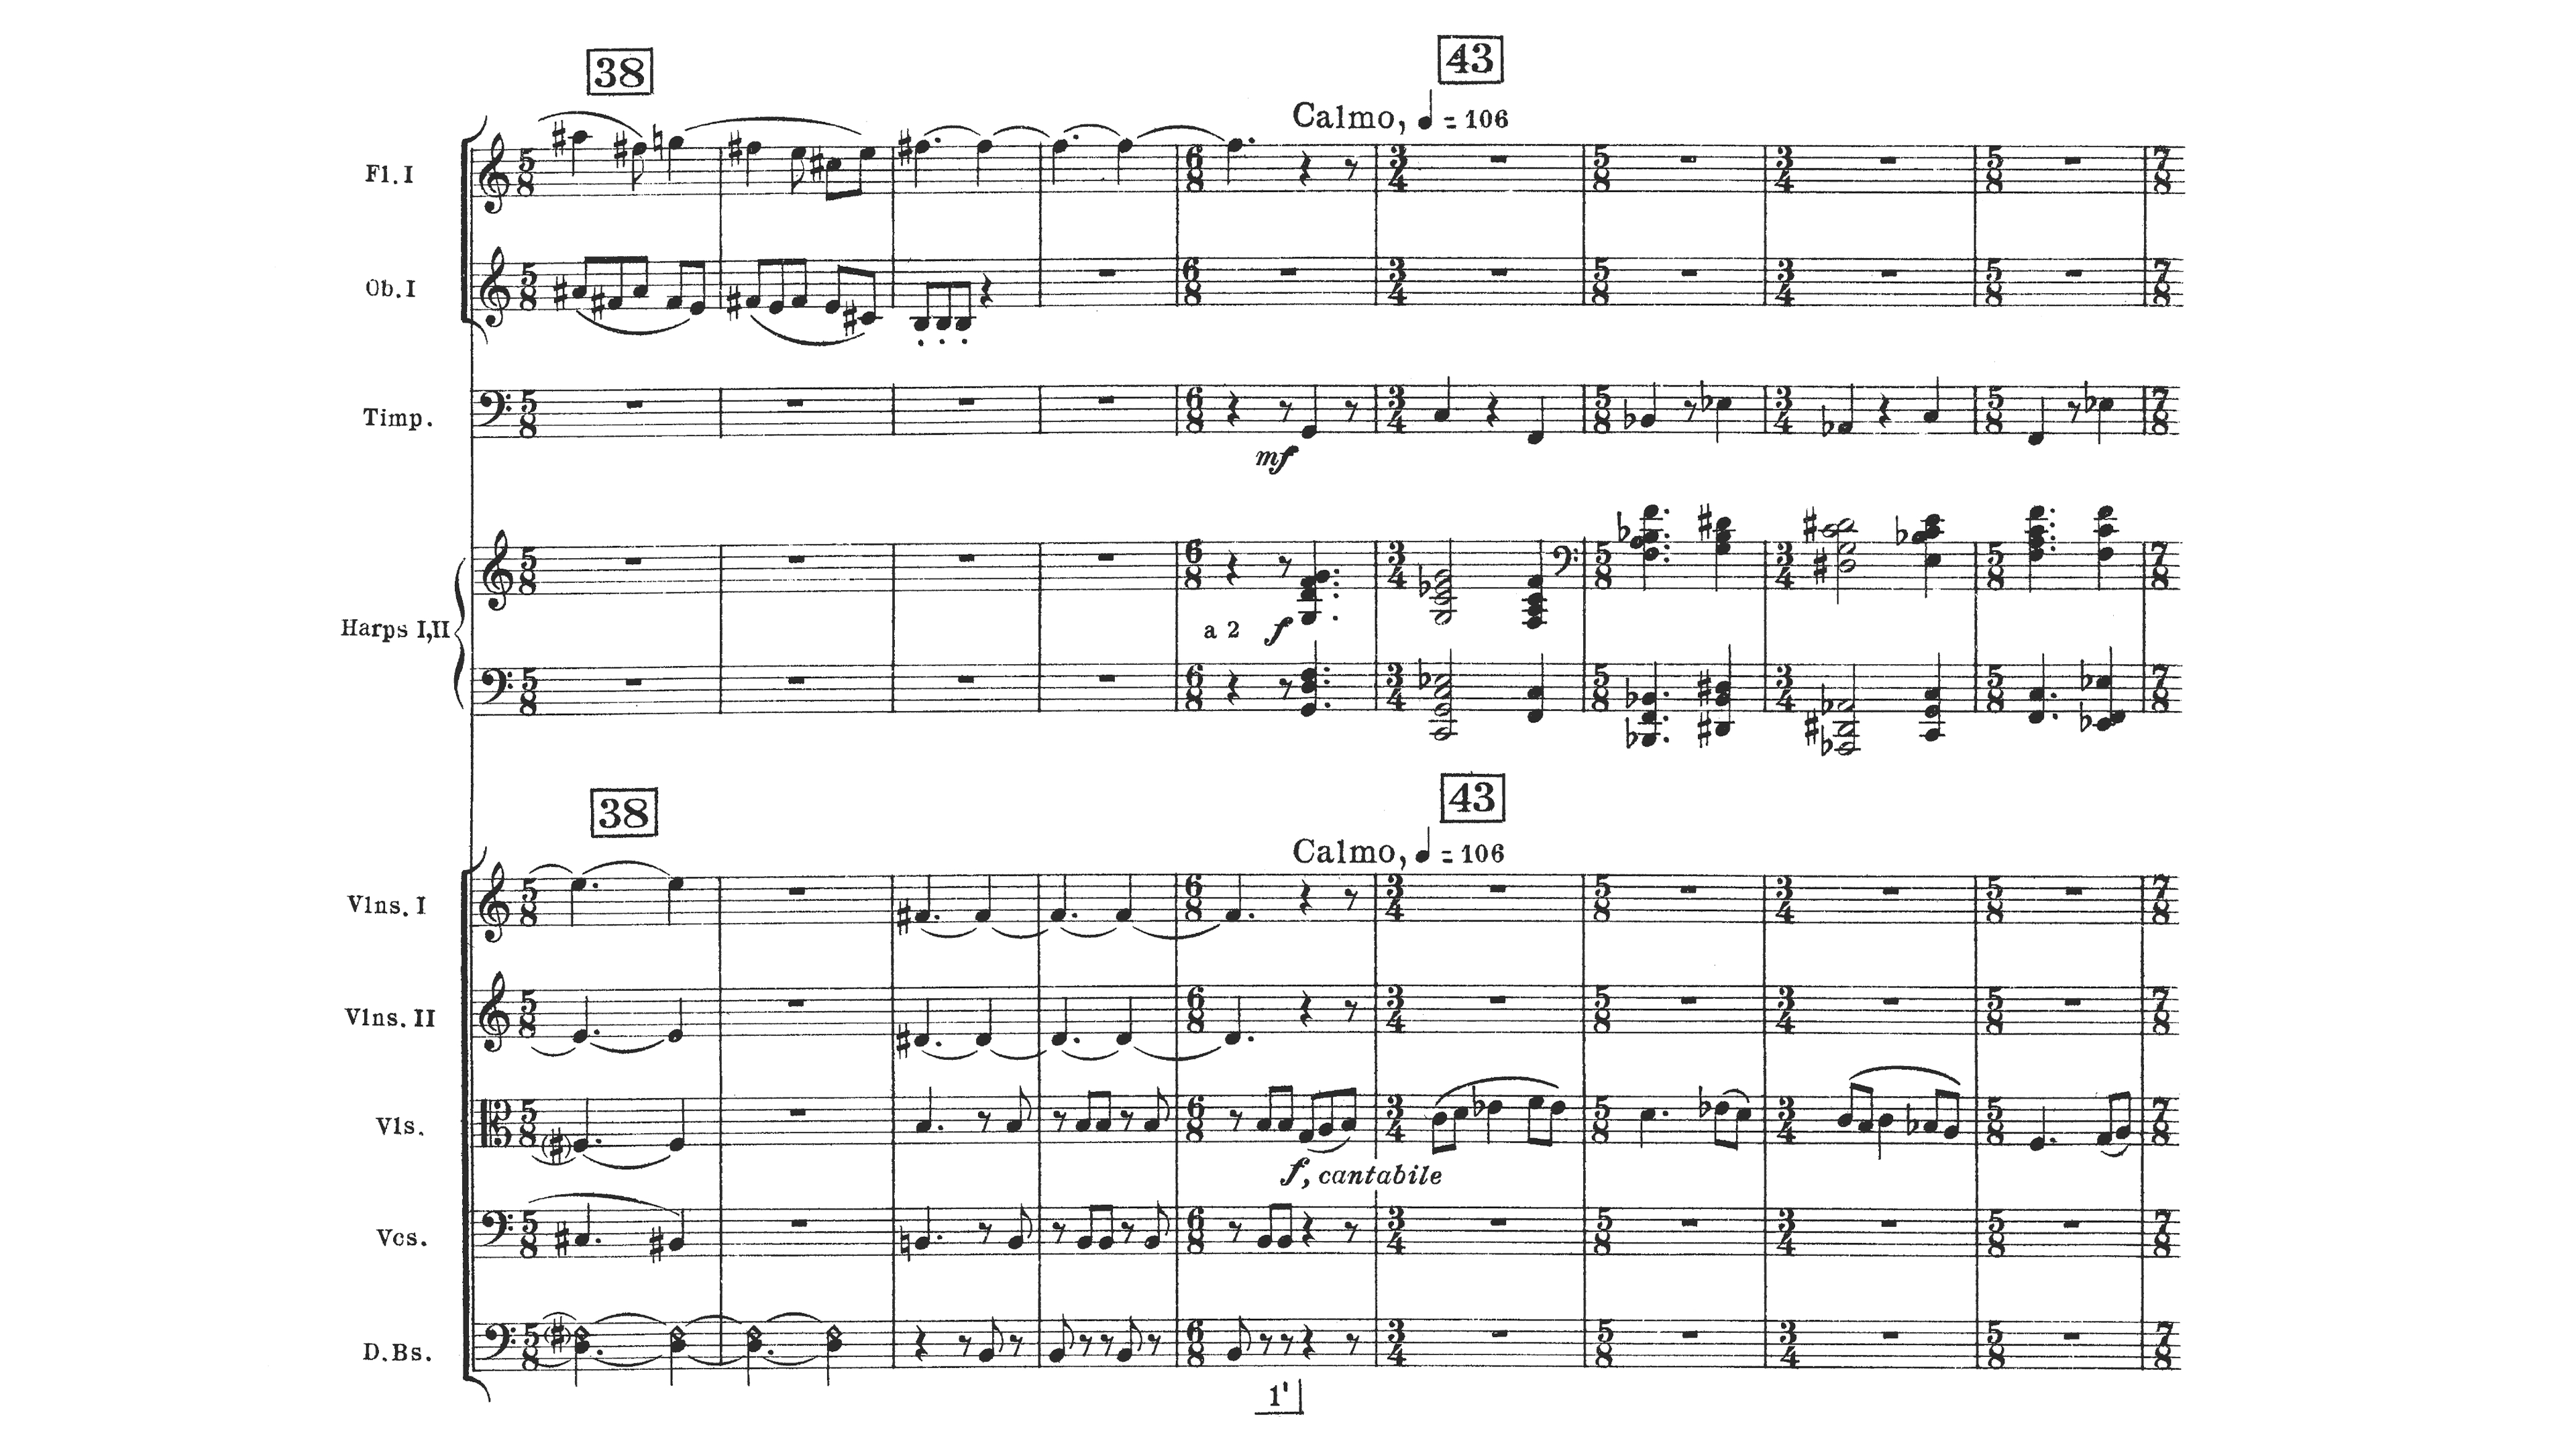 38
43
Calmo, ♩ = 106
Fl. I
Ob. I
Timp.
mf
Harps I,II
a 2 f
38
43
Calmo, ♩ = 106
Vlns. I
Vlns. II
Vls.
f, cantabile
Vcs.
D.Bs.
1'